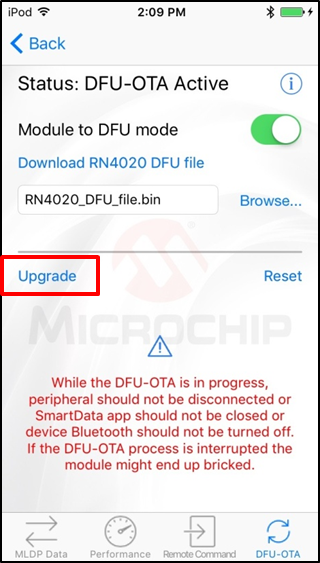 iPod 2:09 PM
Back
Status: DFU-OTA Active
Module to DFU mode
Download RN4020 DFU file
RN4020_DFU_file.bin Browse...
Upgrade Reset
MICROCHIP
While the DFU-OTA is in progress,
peripheral should not be disconnected or
SmartData app should not be closed or
device Bluetooth should not be turned off.
If the DFU-OTA process is interrupted the
module might end up bricked.
MLDP Data Performance Remote Command DFU-OTA